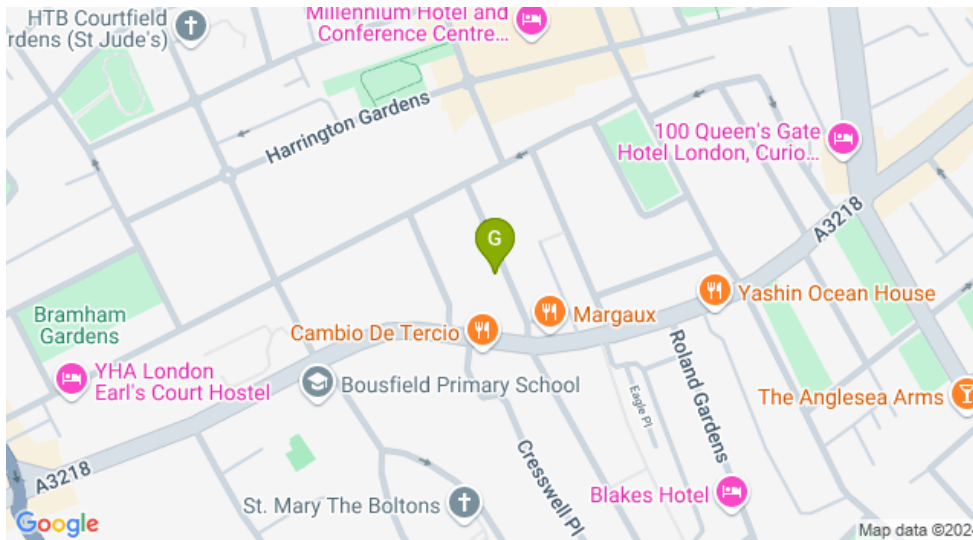 HTB Courtfield
rdens (St Jude's)
Millennium Hotel and
Conference Centre...
Harrington Gardens
100 Queen's Gate
Hotel London, Curio...
A3218
G
Bramham
Gardens
Cambio De Tercio
Margaux
Yashin Ocean House
YHA London
Earl's Court Hostel
Bousfield Primary School
Roland Gardens
Eagle Pl
The Anglesea Arms
A3218
Cresswell Pl
St. Mary The Boltons
Blakes Hotel
Google
Map data ©202